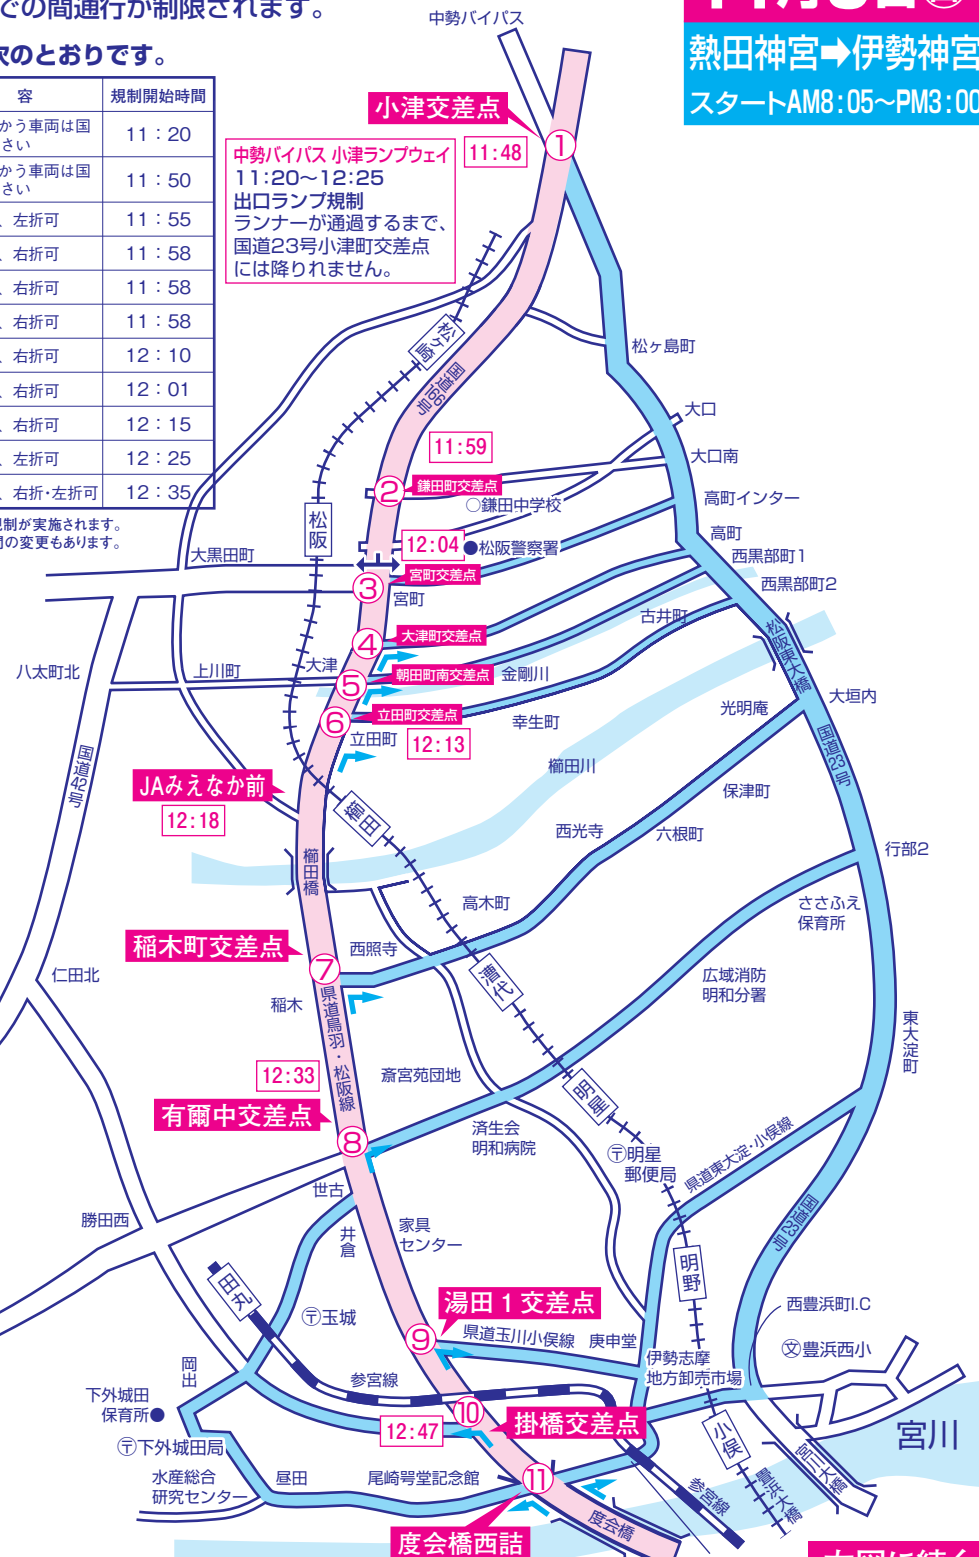 での間通行が制限されます。
次のとおりです。
容 規制開始時間
かう車両は国
さい
11：20
かう車両は国
さい
11：50
、左折可 11：55
、右折可 11：58
、右折可 11：58
、右折可 11：58
、右折可 12：10
、右折可 12：01
、右折可 12：15
、左折可 12：25
、右折・左折可 12：35
規制が実施されます。
間の変更もあります。
熱田神宮➡伊勢神宮
スタートAM8:05～PM3:00
中勢バイパス
小津交差点
①
11:48
中勢バイパス 小津ランプウェイ
11:20～12:25
出口ランプ規制
ランナーが通過するまで、
国道23号小津町交差点
には降りれません。
松ヶ崎
国道166号
松ヶ島町
大口
大口南
11:59
②
鎌田町交差点
○鎌田中学校
高町インター
松阪
12:04
●松阪警察署
高町
大黒田町
宮町交差点
③
宮町
西黒部町1
西黒部町2
古井町
④
大津町交差点
松阪東大橋
八太町北
上川町
大津
⑤
朝田町南交差点
金剛川
大垣内
光明庵
⑥
立田町交差点
幸生町
立田町
12:13
国道42号
国道23号
櫛田川
JAみえなか前
12:18
櫛田
保津町
西光寺
六根町
櫛田橋
行部2
高木町
ささふえ
保育所
稲木町交差点
⑦
西照寺
仁田北
漕代
広域消防
明和分署
稲木
県道鳥羽・松阪線
東大淀町
12:33
斎宮苑団地
明星
有爾中交差点
⑧
済生会
明和病院
〒明星
郵便局
県道東大淀・小俣線
世古
勝田西
井倉
家具
センター
国道23号
明野
田丸
〒玉城
湯田１交差点
⑨
県道玉川小俣線
庚申堂
西豊浜町I.C
文豊浜西小
伊勢志摩
地方卸売市場
岡出
参宮線
下外城田
保育所●
⑩
12:47
掛橋交差点
小俣
宮川
〒下外城田局
⑪
宮川大橋
水産総合
研究センター
昼田
尾崎咢堂記念館
参宮線
豊浜大橋
度会橋
度会橋西詰